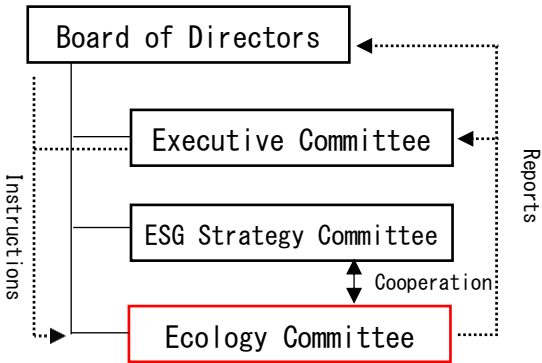 Board of Directors
Executive Committee
ESG Strategy Committee
Cooperation
Ecology Committee
Instructions
Reports